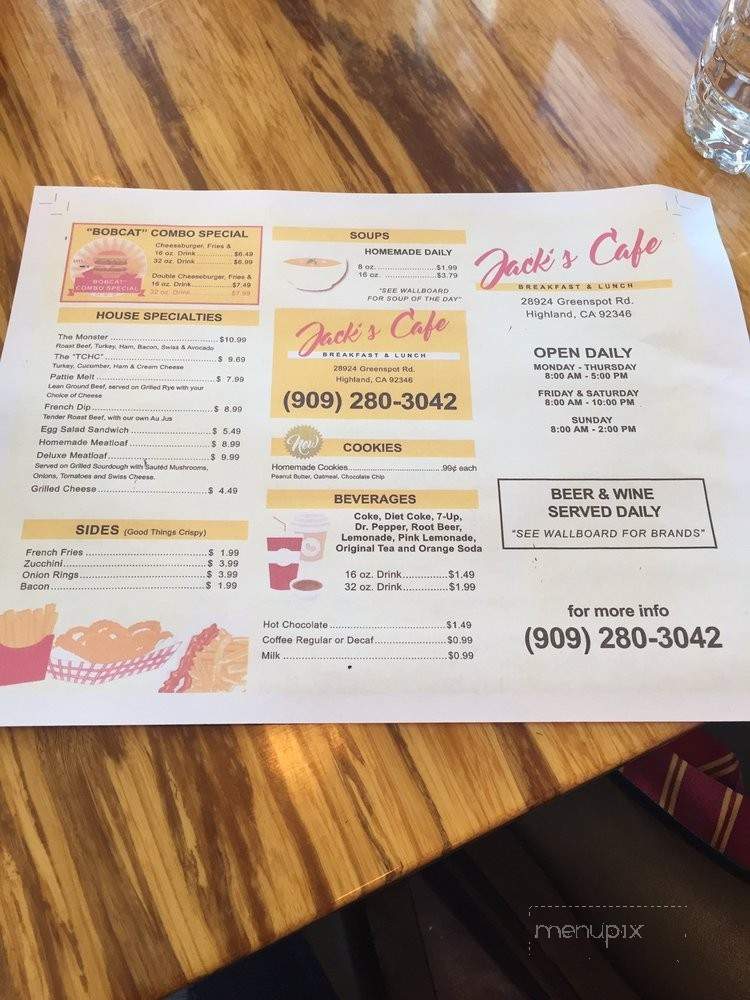 "BOBCAT" COMBO SPECIAL
Cheeseburger, Fries &
16 oz. Drink..................$6.49
32 oz. Drink..................$6.99
Double Cheeseburger, Fries &
16 oz. Drink..................$7.49
32 oz. Drink..................$7.99
"BOBCAT"
COMBO SPECIAL
HOUSE SPECIALTIES
The Monster ..............................$10.99
Roast Beef, Turkey, Ham, Bacon, Swiss & Avocado
The "TCHC"................................$ 9.69
Turkey, Cucumber, Ham & Cream Cheese
Pattie Melt .................................$ 7.99
Lean Ground Beef, served on Grilled Rye with your
Choice of Cheese
French Dip..................................$ 8.99
Tender Roast Beef, with our own Au Jus
Egg Salad Sandwich ....................$ 5.49
Homemade Meatloaf....................$ 8.99
Deluxe Meatloaf..........................$ 9.99
Served on Grilled Sourdough with Sautéd Mushrooms,
Onions, Tomatoes and Swiss Cheese.
Grilled Cheese............................$ 4.49
SIDES (Good Things Crispy)
French Fries ...............................$ 1.99
Zucchini......................................$ 3.99
Onion Rings................................$ 3.99
Bacon.........................................$ 1.99
SOUPS
HOMEMADE DAILY
8 oz. .........................$1.99
16 oz. .......................$3.79
"SEE WALLBOARD
FOR SOUP OF THE DAY"
Jack's Cafe
BREAKFAST & LUNCH
28924 Greenspot Rd.
Highland, CA 92346
(909) 280-3042
New
COOKIES
Homemade Cookies..............................99¢ each
Peanut Butter, Oatmeal, Chocolate Chip
BEVERAGES
Coke, Diet Coke, 7-Up,
Dr. Pepper, Root Beer,
Lemonade, Pink Lemonade,
Original Tea and Orange Soda
16 oz. Drink.............$1.49
32 oz. Drink.............$1.99
Hot Chocolate ..............................$1.49
Coffee Regular or Decaf....................$0.99
Milk ............................................$0.99
Jack's Cafe
BREAKFAST & LUNCH
28924 Greenspot Rd.
Highland, CA 92346
OPEN DAILY
MONDAY - THURSDAY
8:00 AM - 5:00 PM
FRIDAY & SATURDAY
8:00 AM - 10:00 PM
SUNDAY
8:00 AM - 2:00 PM
BEER & WINE
SERVED DAILY
"SEE WALLBOARD FOR BRANDS"
for more info
(909) 280-3042
menupix